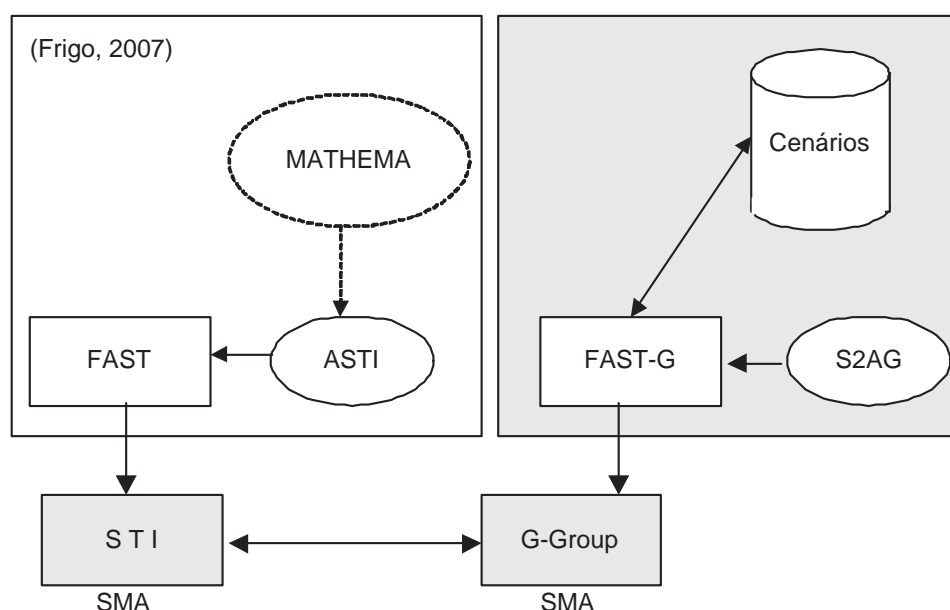 (Frigo, 2007)
MATHEMA
Cenários
FAST
ASTI
FAST-G
S2AG
S T I
G-Group
SMA
SMA